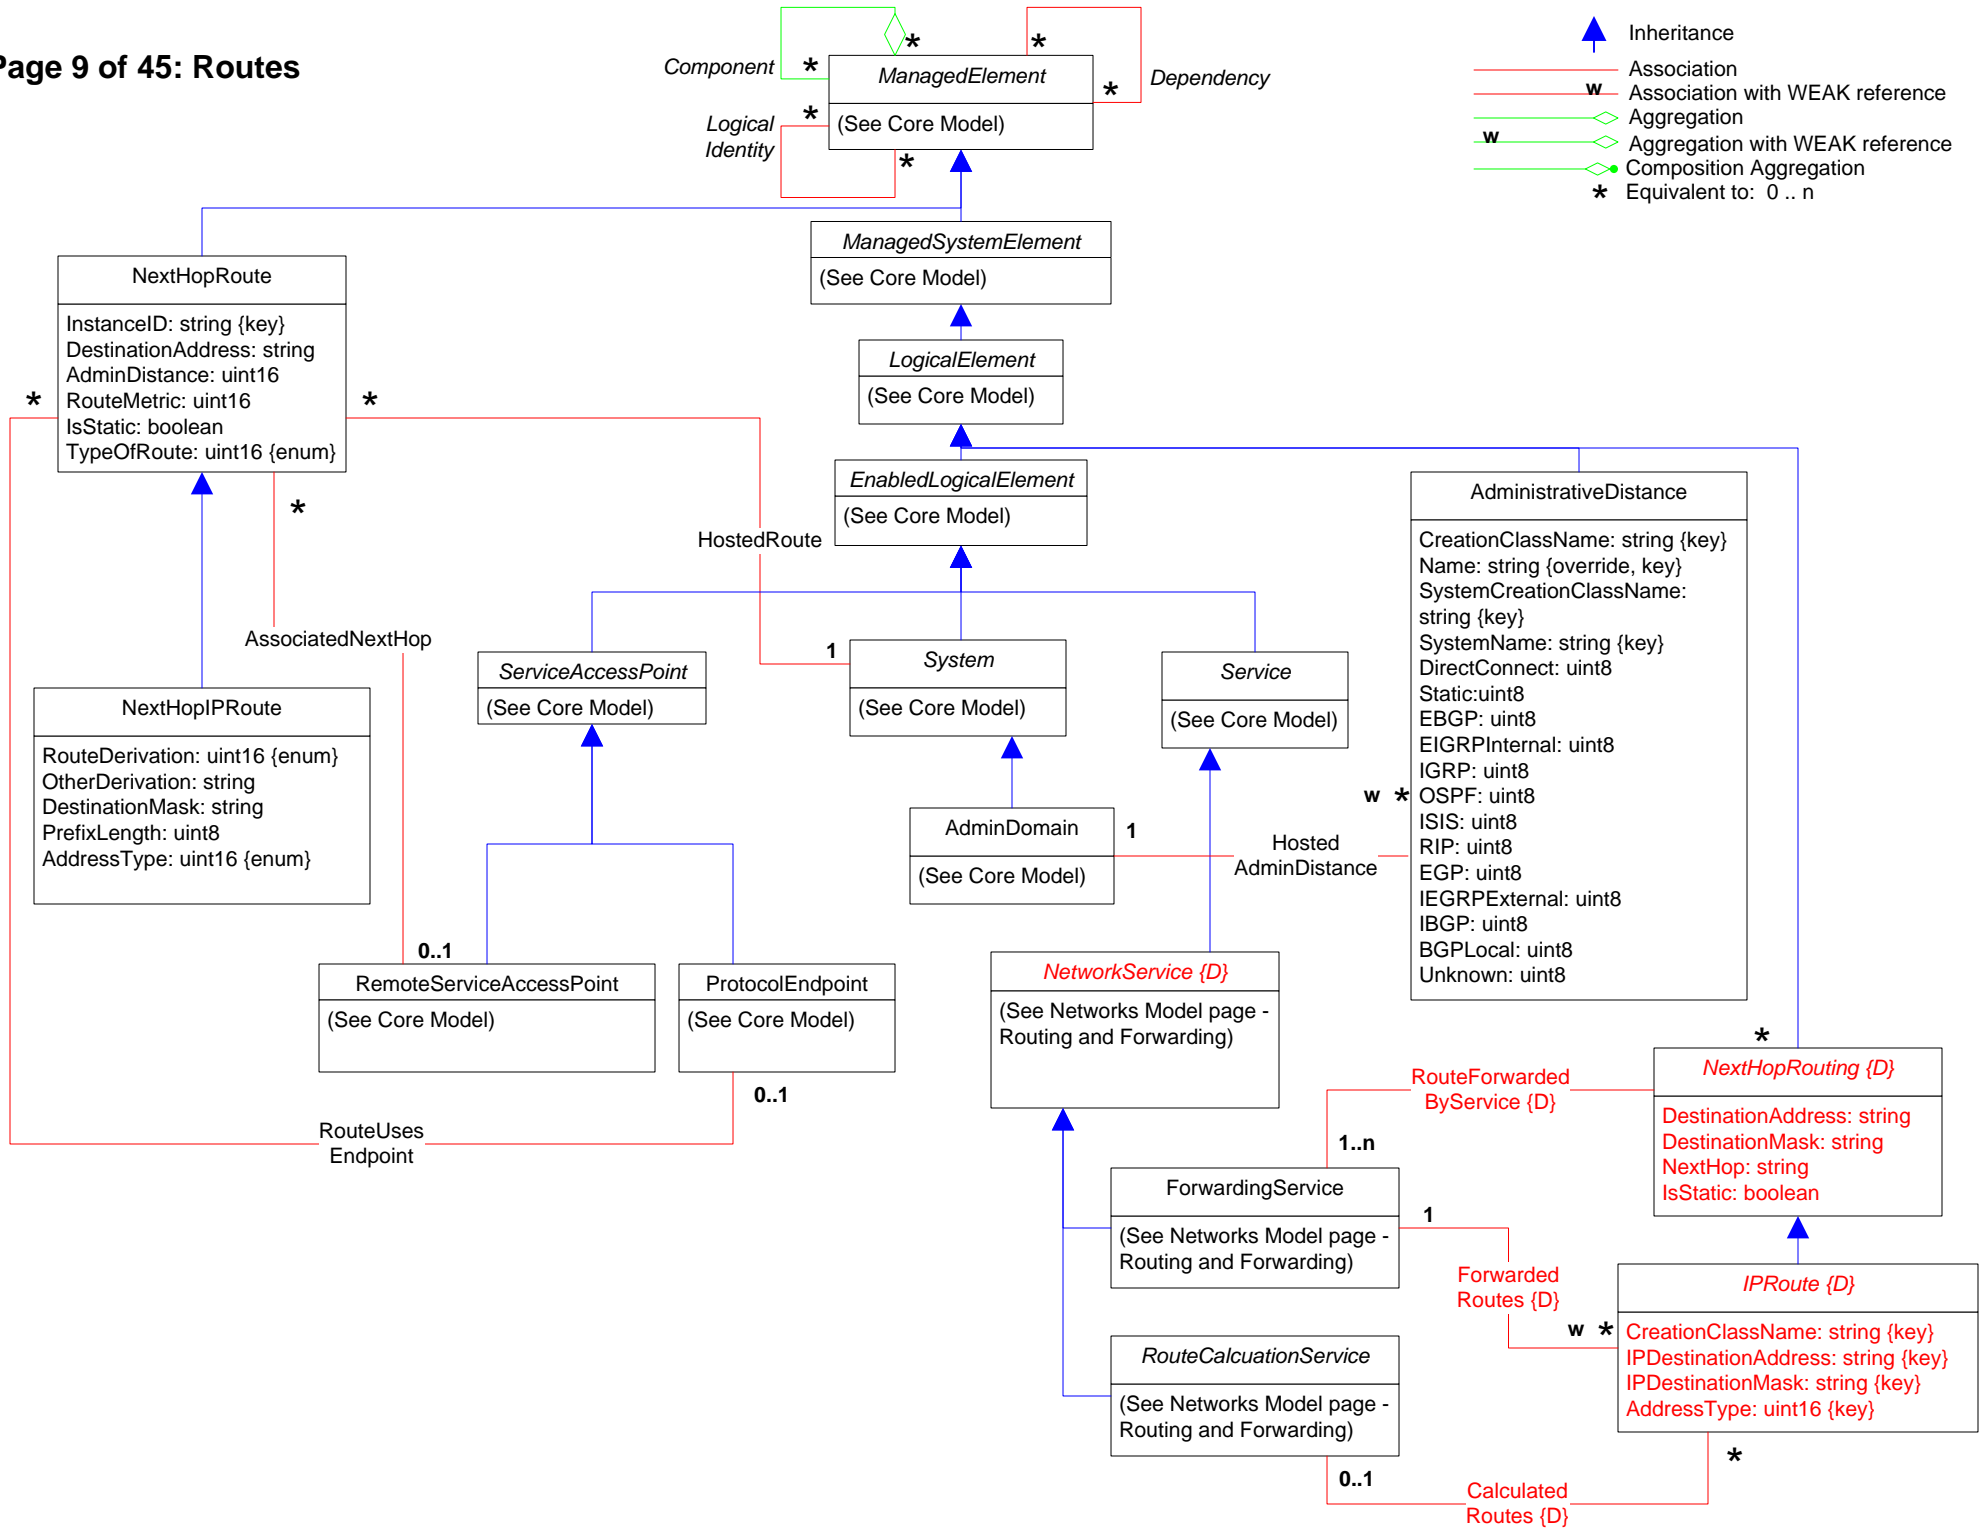 Page 9 of 45: Routes
Inheritance
Association
w
Association with WEAK reference
Aggregation
w
Aggregation with WEAK reference
Composition Aggregation
* Equivalent to: 0 .. n
Component
*
*
ManagedElement
(See Core Model)
*
*
Dependency
Logical
Identity
*
*
ManagedSystemElement
(See Core Model)
NextHopRoute
InstanceID: string {key}
DestinationAddress: string
AdminDistance: uint16
RouteMetric: uint16
IsStatic: boolean
TypeOfRoute: uint16 {enum}
*
*
*
LogicalElement
(See Core Model)
EnabledLogicalElement
(See Core Model)
HostedRoute
1
AdministrativeDistance
CreationClassName: string {key}
Name: string {override, key}
SystemCreationClassName:
string {key}
SystemName: string {key}
DirectConnect: uint8
Static:uint8
EBGP: uint8
EIGRPInternal: uint8
IGRP: uint8
OSPF: uint8
ISIS: uint8
RIP: uint8
EGP: uint8
IEGRPExternal: uint8
IBGP: uint8
BGPLocal: uint8
Unknown: uint8
w *
AssociatedNextHop
ServiceAccessPoint
(See Core Model)
System
(See Core Model)
Service
(See Core Model)
NextHopIPRoute
RouteDerivation: uint16 {enum}
OtherDerivation: string
DestinationMask: string
PrefixLength: uint8
AddressType: uint16 {enum}
AdminDomain
(See Core Model)
1
Hosted
AdminDistance
0..1
RemoteServiceAccessPoint
(See Core Model)
ProtocolEndpoint
(See Core Model)
0..1
RouteUses
Endpoint
NetworkService {D}
(See Networks Model page -
Routing and Forwarding)
*
NextHopRouting {D}
DestinationAddress: string
DestinationMask: string
NextHop: string
IsStatic: boolean
RouteForwarded
ByService {D}
1..n
ForwardingService
(See Networks Model page -
Routing and Forwarding)
1
Forwarded
Routes {D}
w *
IPRoute {D}
CreationClassName: string {key}
IPDestinationAddress: string {key}
IPDestinationMask: string {key}
AddressType: uint16 {key}
*
RouteCalcuationService
(See Networks Model page -
Routing and Forwarding)
0..1
Calculated
Routes {D}